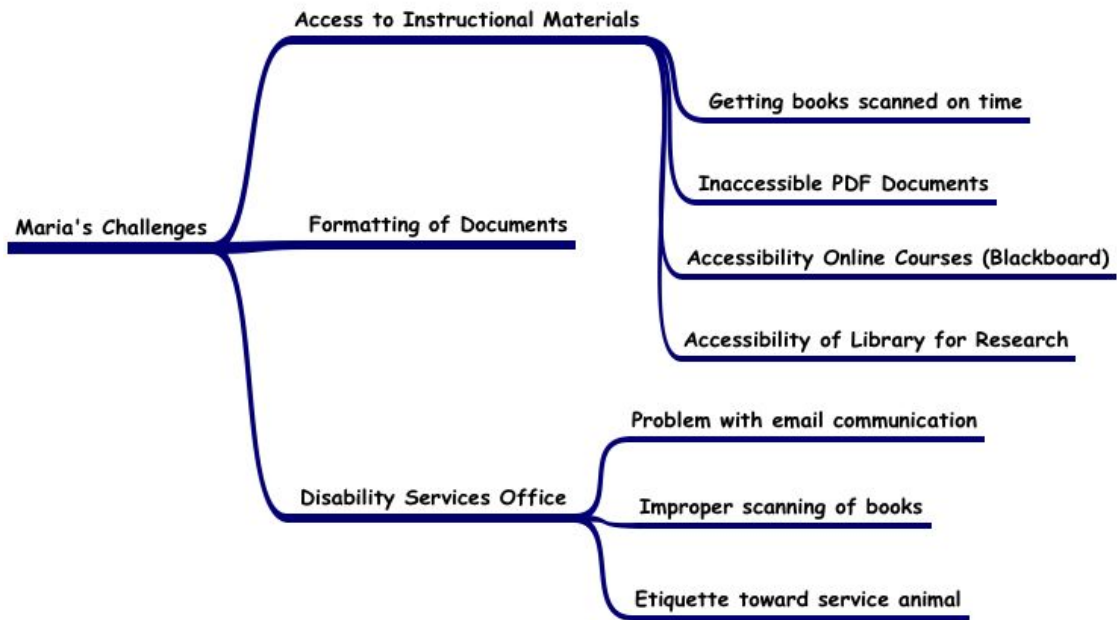 Access to Instructional Materials
Getting books scanned on time
Inaccessible PDF Documents
Maria's Challenges
Formatting of Documents
Accessibility Online Courses (Blackboard)
Accessibility of Library for Research
Problem with email communication
Disability Services Office
Improper scanning of books
Etiquette toward service animal